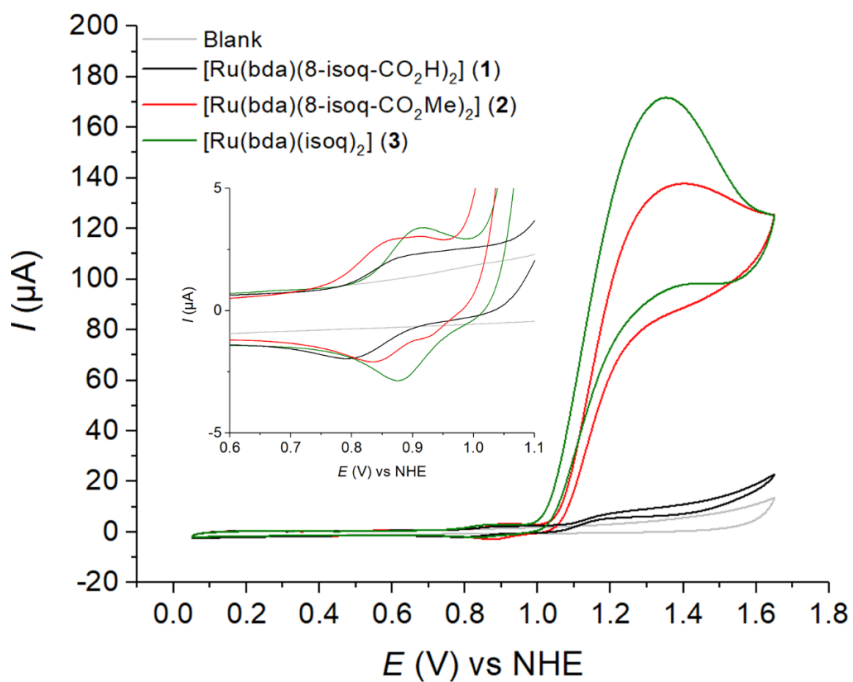 200
180
160
140
120
100
80
60
40
20
0
-20
I (μA)
Blank
[Ru(bda)(8-isoq-CO₂H)₂] (1)
[Ru(bda)(8-isoq-CO₂Me)₂] (2)
[Ru(bda)(isoq)₂] (3)
5
0
-5
I (μA)
0.6 0.7 0.8 0.9 1.0 1.1
E (V) vs NHE
0.0 0.2 0.4 0.6 0.8 1.0 1.2 1.4 1.6 1.8
E (V) vs NHE